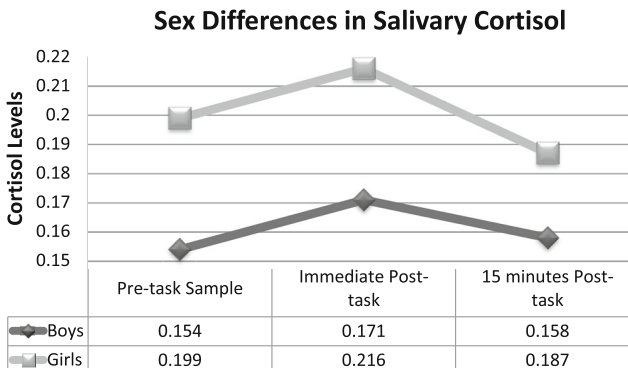 Sex Differences in Salivary Cortisol
Cortisol Levels
0.22
0.21
0.2
0.19
0.18
0.17
0.16
0.15
Pre-task Sample
Immediate Post-
task
15 minutes Post-
task
Boys 0.154 0.171 0.158
Girls 0.199 0.216 0.187